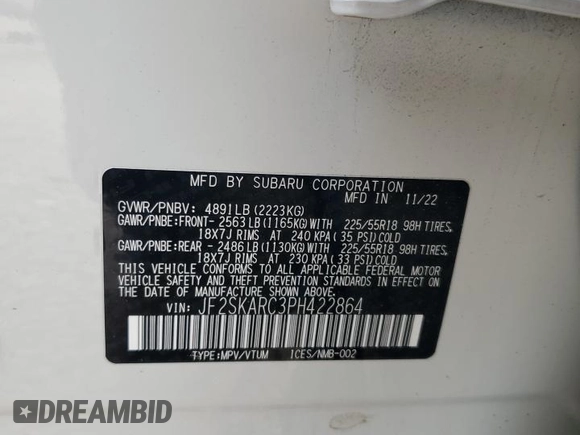 MFD BY SUBARU CORPORATION
MFD IN 11/22
GVWR/PNBV: 4891LB(2223KG)
GAWR/PNBE:FRONT- 2563LB(1165KG)WITH 225/55R18 98H TIRES,
18X7J RIMS AT 240 KPA(35 PSI)COLD
GAWR/PNBE:REAR - 2486LB(1130KG)WITH 225/55R18 98H TIRES,
18X7J RIMS AT 230 KPA(33 PSI)COLD
THIS VEHICLE CONFORMS TO ALL APPLICABLE FEDERAL MOTOR
VEHICLE SAFETY AND THEFT PREVENTION STANDARDS IN EFFECT ON
THE DATE OF MANUFACTURE SHOWN ABOVE.
VIN: JF2SKARC3PH422864
TYPE:MPV/VTUM ICES/NMB-002
DREAMBID